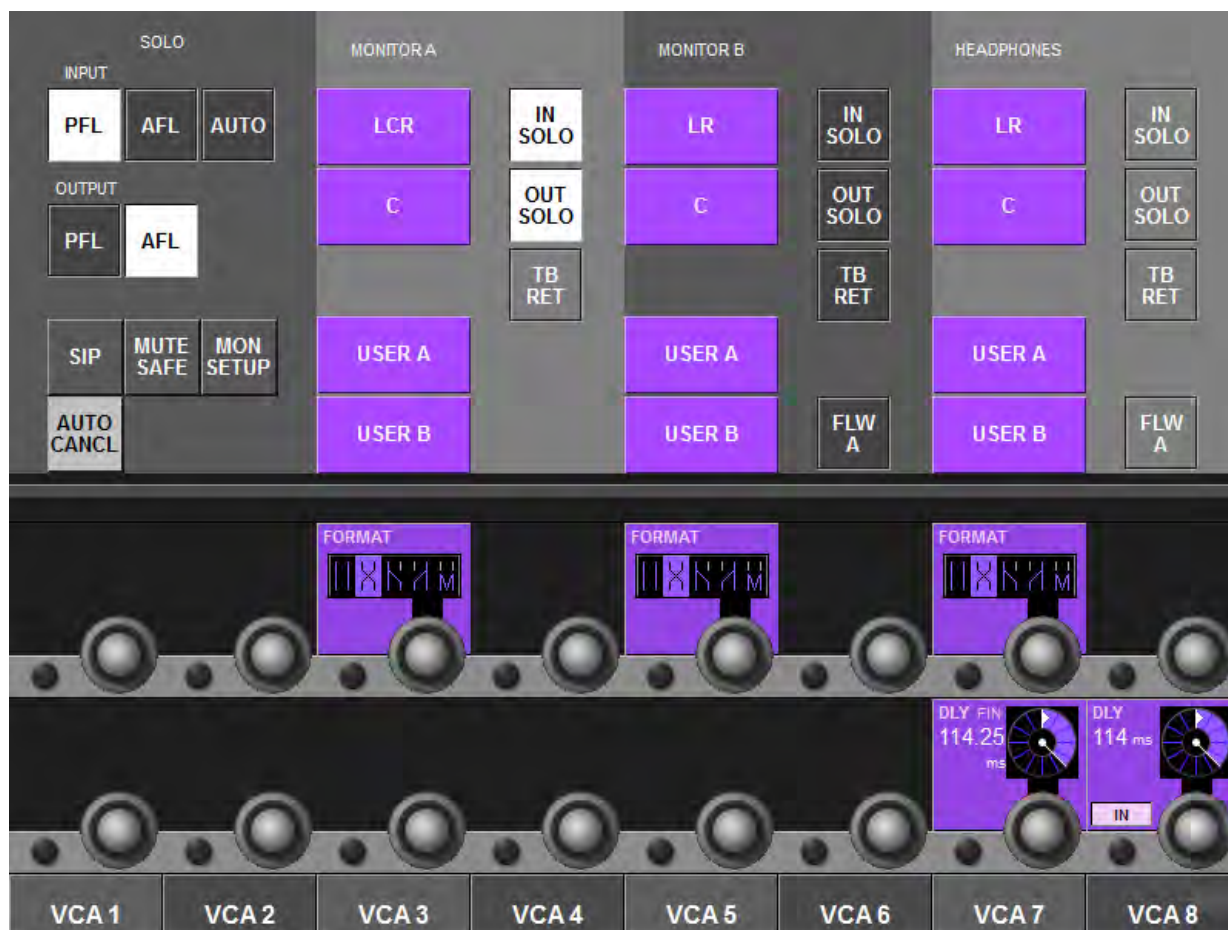 SOLO
INPUT
PFL
AFL
AUTO
OUTPUT
PFL
AFL
SIP
MUTE
SAFE
MON
SETUP
AUTO
CANCL
MONITOR A
LCR
C
USER A
USER B
IN
SOLO
OUT
SOLO
TB
RET
MONITOR B
LR
C
USER A
USER B
IN
SOLO
OUT
SOLO
TB
RET
FLW
A
HEADPHONES
LR
C
USER A
USER B
IN
SOLO
OUT
SOLO
TB
RET
FLW
A
FORMAT
M
FORMAT
M
FORMAT
M
DLY FIN
114.25
ms
DLY
114 ms
IN
VCA 1
VCA 2
VCA 3
VCA 4
VCA 5
VCA 6
VCA 7
VCA 8